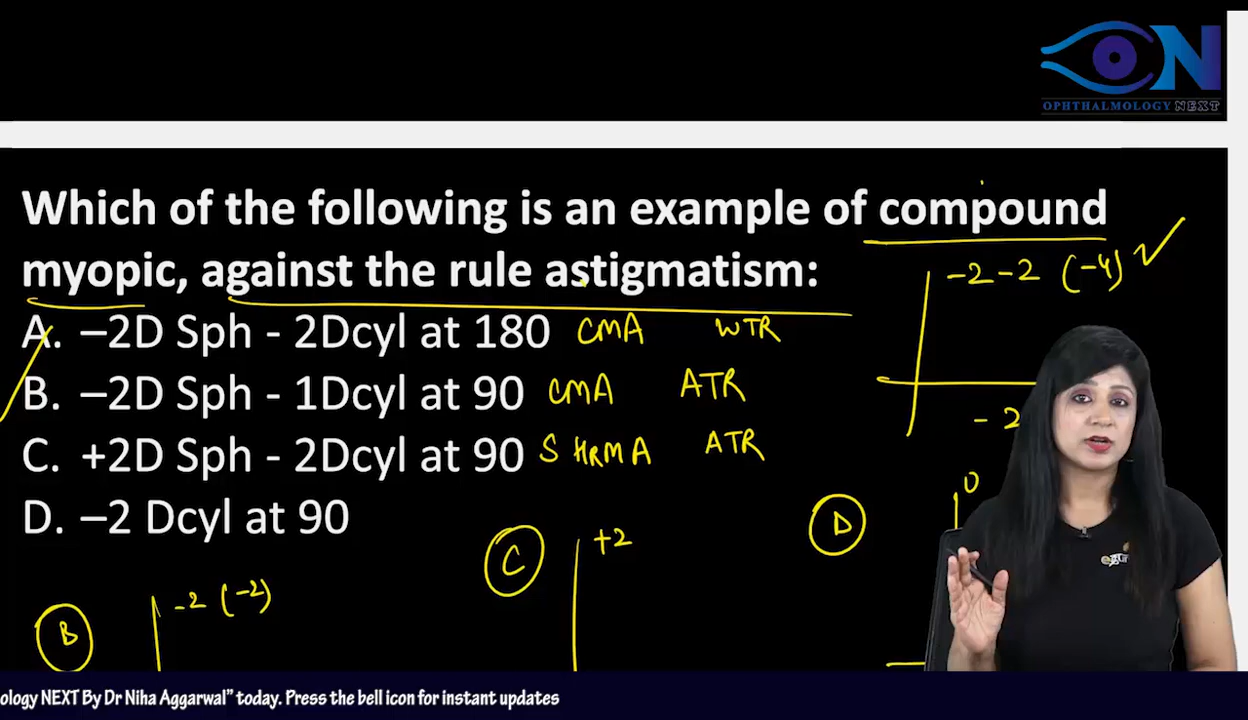 ON
OPHTHALMOLOGY NEXT
Which of the following is an example of compound
myopic, against the rule astigmatism:
-2 -2 (-4) ✓
A. –2D Sph - 2Dcyl at 180 CMA WTR
B. –2D Sph - 1Dcyl at 90 CMA ATR
- 2
C. +2D Sph - 2Dcyl at 90 S HRMA ATR
D. –2 Dcyl at 90
0
D
C
+2
B
-2 (-2)
ology NEXT By Dr Niha Aggarwal” today. Press the bell icon for instant updates